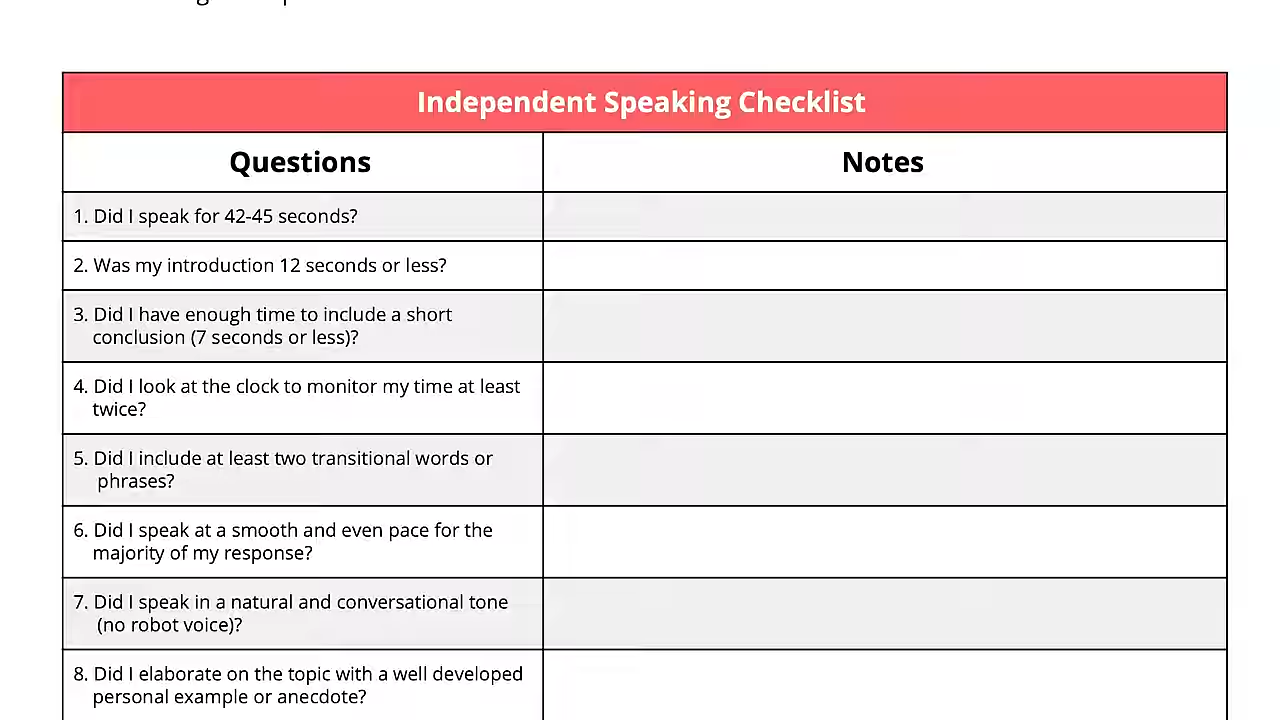 Independent Speaking Checklist
Questions
Notes
1. Did I speak for 42-45 seconds?
2. Was my introduction 12 seconds or less?
3. Did I have enough time to include a short
conclusion (7 seconds or less)?
4. Did I look at the clock to monitor my time at least
twice?
5. Did I include at least two transitional words or
phrases?
6. Did I speak at a smooth and even pace for the
majority of my response?
7. Did I speak in a natural and conversational tone
(no robot voice)?
8. Did I elaborate on the topic with a well developed
personal example or anecdote?